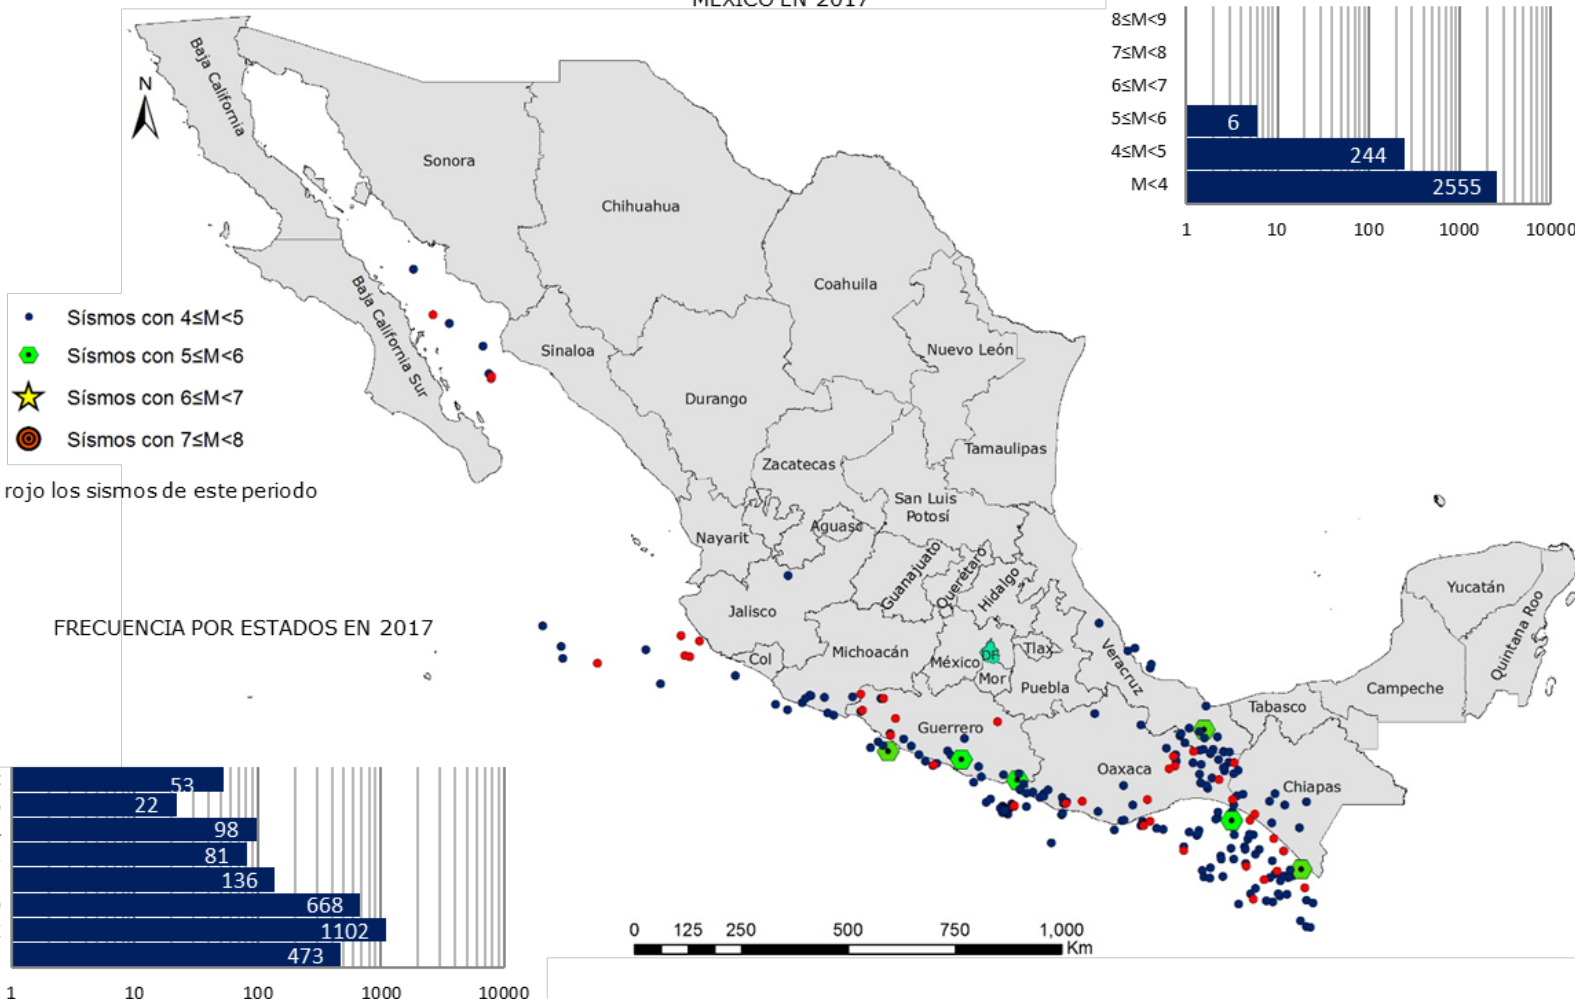 MÉXICO EN 2017
8≤M<9
7≤M<8
6≤M<7
5≤M<6
4≤M<5
M<4
6
244
2555
1 10 100 1000 10000
N
Baja California
Sonora
Chihuahua
Coahuila
Baja California Sur
Sinaloa
Nuevo León
Durango
Tamaulipas
Zacatecas
San Luis
Potosí
Nayarit
Aguasc
Guanajuato
Querétaro
Hidalgo
Jalisco
Col
Michoacán
México
DF
Tlax
Mor
Puebla
Veracruz
Yucatán
Quintana Roo
Campeche
Tabasco
Guerrero
Oaxaca
Chiapas
Sísmos con 4≤M<5
Sísmos con 5≤M<6
Sísmos con 6≤M<7
Sísmos con 7≤M<8
rojo los sismos de este periodo
FRECUENCIA POR ESTADOS EN 2017
53
22
98
81
136
668
1102
473
1 10 100 1000 10000
0 125 250 500 750 1,000
Km